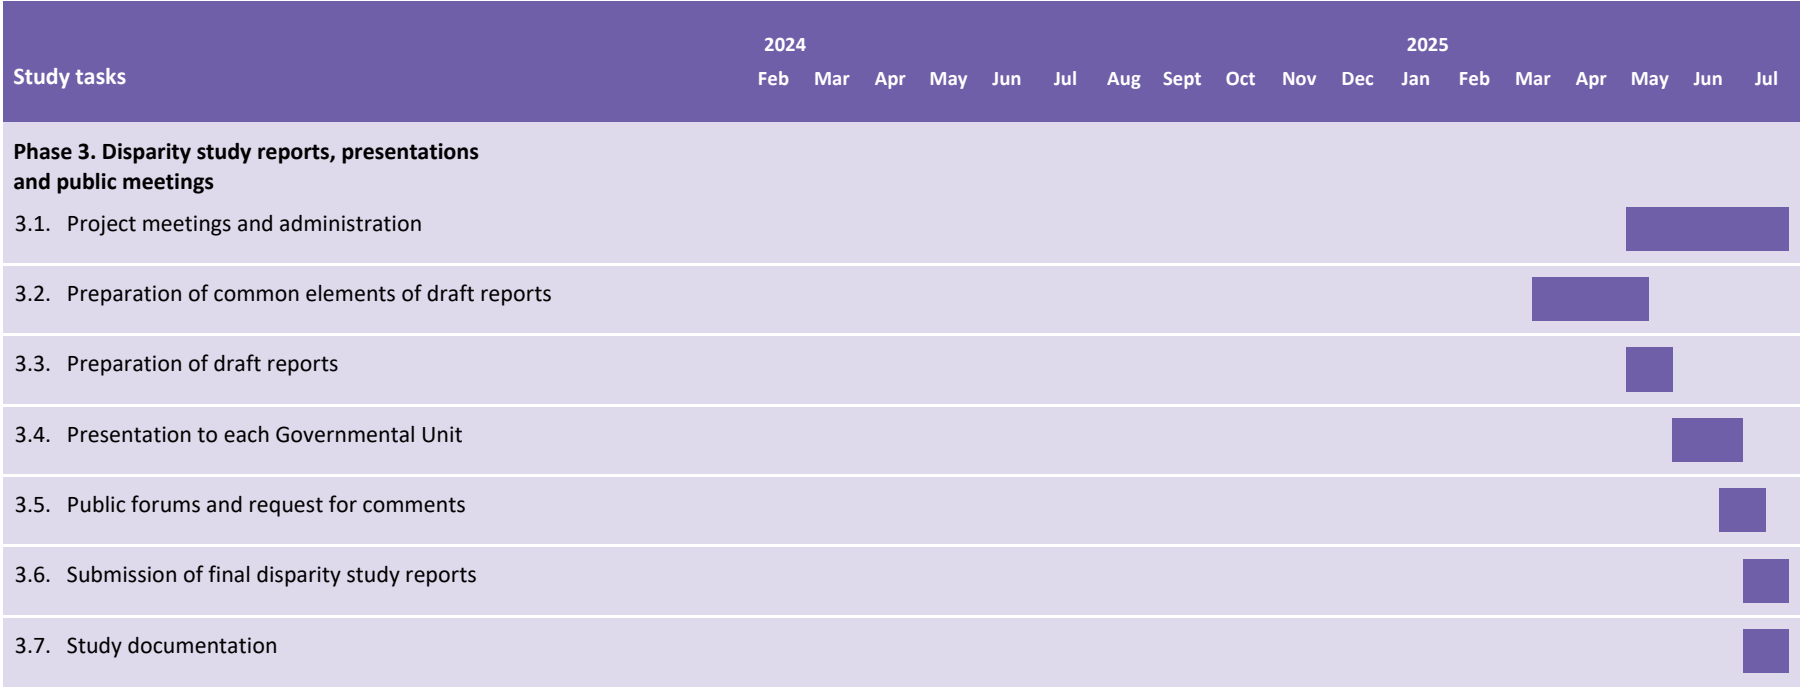 2024 2025
Study tasks Feb Mar Apr May Jun Jul Aug Sept Oct Nov Dec Jan Feb Mar Apr May Jun Jul
Phase 3. Disparity study reports, presentations
and public meetings
3.1. Project meetings and administration
3.2. Preparation of common elements of draft reports
3.3. Preparation of draft reports
3.4. Presentation to each Governmental Unit
3.5. Public forums and request for comments
3.6. Submission of final disparity study reports
3.7. Study documentation